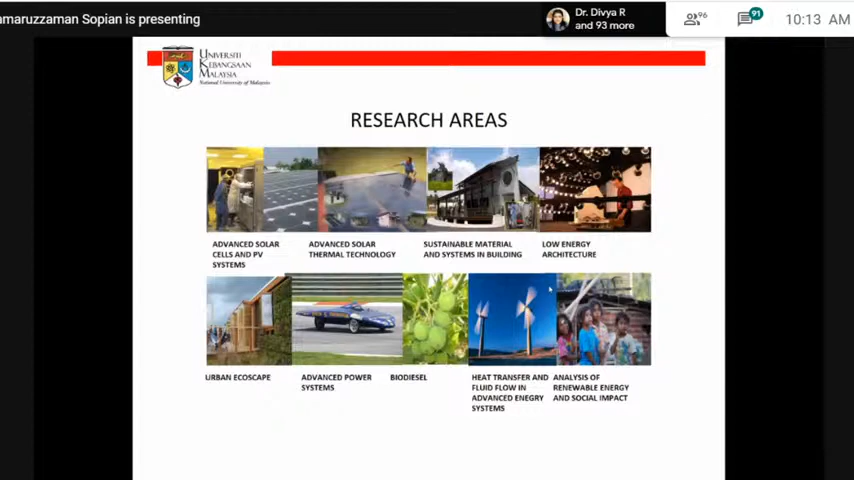 amaruzzaman Sopian is presenting
Dr. Divya R
and 93 more
96
91
10:13 AM
UNIVERSITI
KEBANGSAAN
MALAYSIA
National University of Malaysia
RESEARCH AREAS
ADVANCED SOLAR
CELLS AND PV
SYSTEMS
ADVANCED SOLAR
THERMAL TECHNOLOGY
SUSTAINABLE MATERIAL
AND SYSTEMS IN BUILDING
LOW ENERGY
ARCHITECTURE
URBAN ECOSCAPE
ADVANCED POWER
SYSTEMS
BIODIESEL
HEAT TRANSFER AND
FLUID FLOW IN
ADVANCED ENEGRY
SYSTEMS
ANALYSIS OF
RENEWABLE ENERGY
AND SOCIAL IMPACT